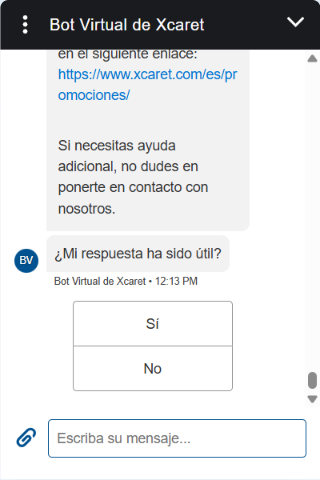 Bot Virtual de Xcaret
en el siguiente enlace:
https://www.xcaret.com/es/pr
omociones/
Si necesitas ayuda
adicional, no dudes en
ponerte en contacto con
nosotros.
BV
¿Mi respuesta ha sido útil?
Bot Virtual de Xcaret • 12:13 PM
Sí
No
Escriba su mensaje...